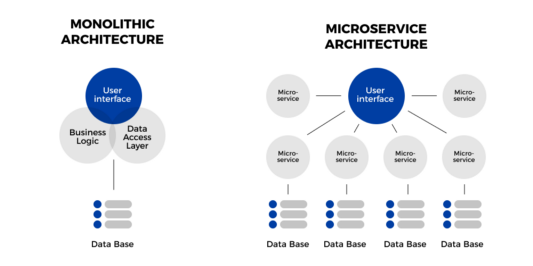 MONOLITHIC
ARCHITECTURE
User
interface
Business
Logic
Data
Access
Layer
Data Base
MICROSERVICE
ARCHITECTURE
Micro-
service
User
interface
Micro-
service
Micro-
service
Micro-
service
Micro-
service
Micro-
service
Data Base
Data Base
Data Base
Data Base